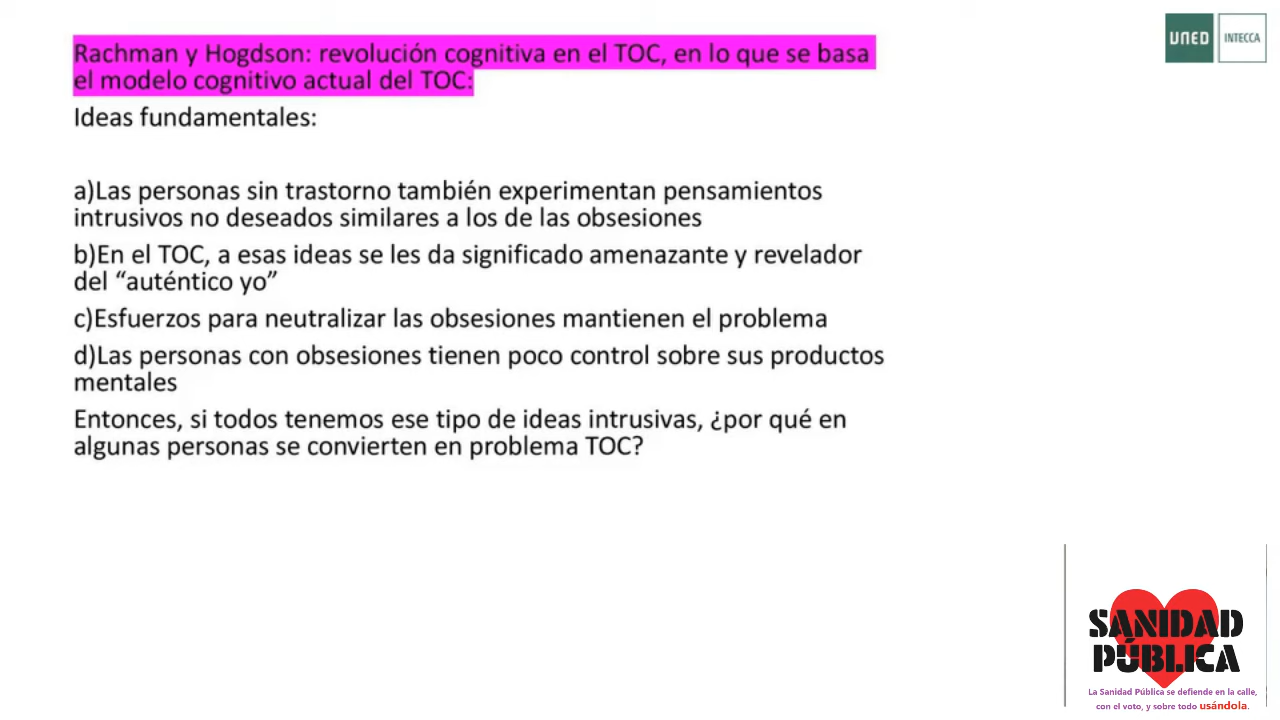 Rachman y Hogdson: revolución cognitiva en el TOC, en lo que se basa
el modelo cognitivo actual del TOC:
Ideas fundamentales:
a)Las personas sin trastorno también experimentan pensamientos
intrusivos no deseados similares a los de las obsesiones
b)En el TOC, a esas ideas se les da significado amenazante y revelador
del “auténtico yo”
c)Esfuerzos para neutralizar las obsesiones mantienen el problema
d)Las personas con obsesiones tienen poco control sobre sus productos
mentales
Entonces, si todos tenemos ese tipo de ideas intrusivas, ¿por qué en
algunas personas se convierten en problema TOC?
UNED INTECCA
SANIDAD
PÚBLICA
La Sanidad Pública se defiende en la calle,
con el voto, y sobre todo usándola.